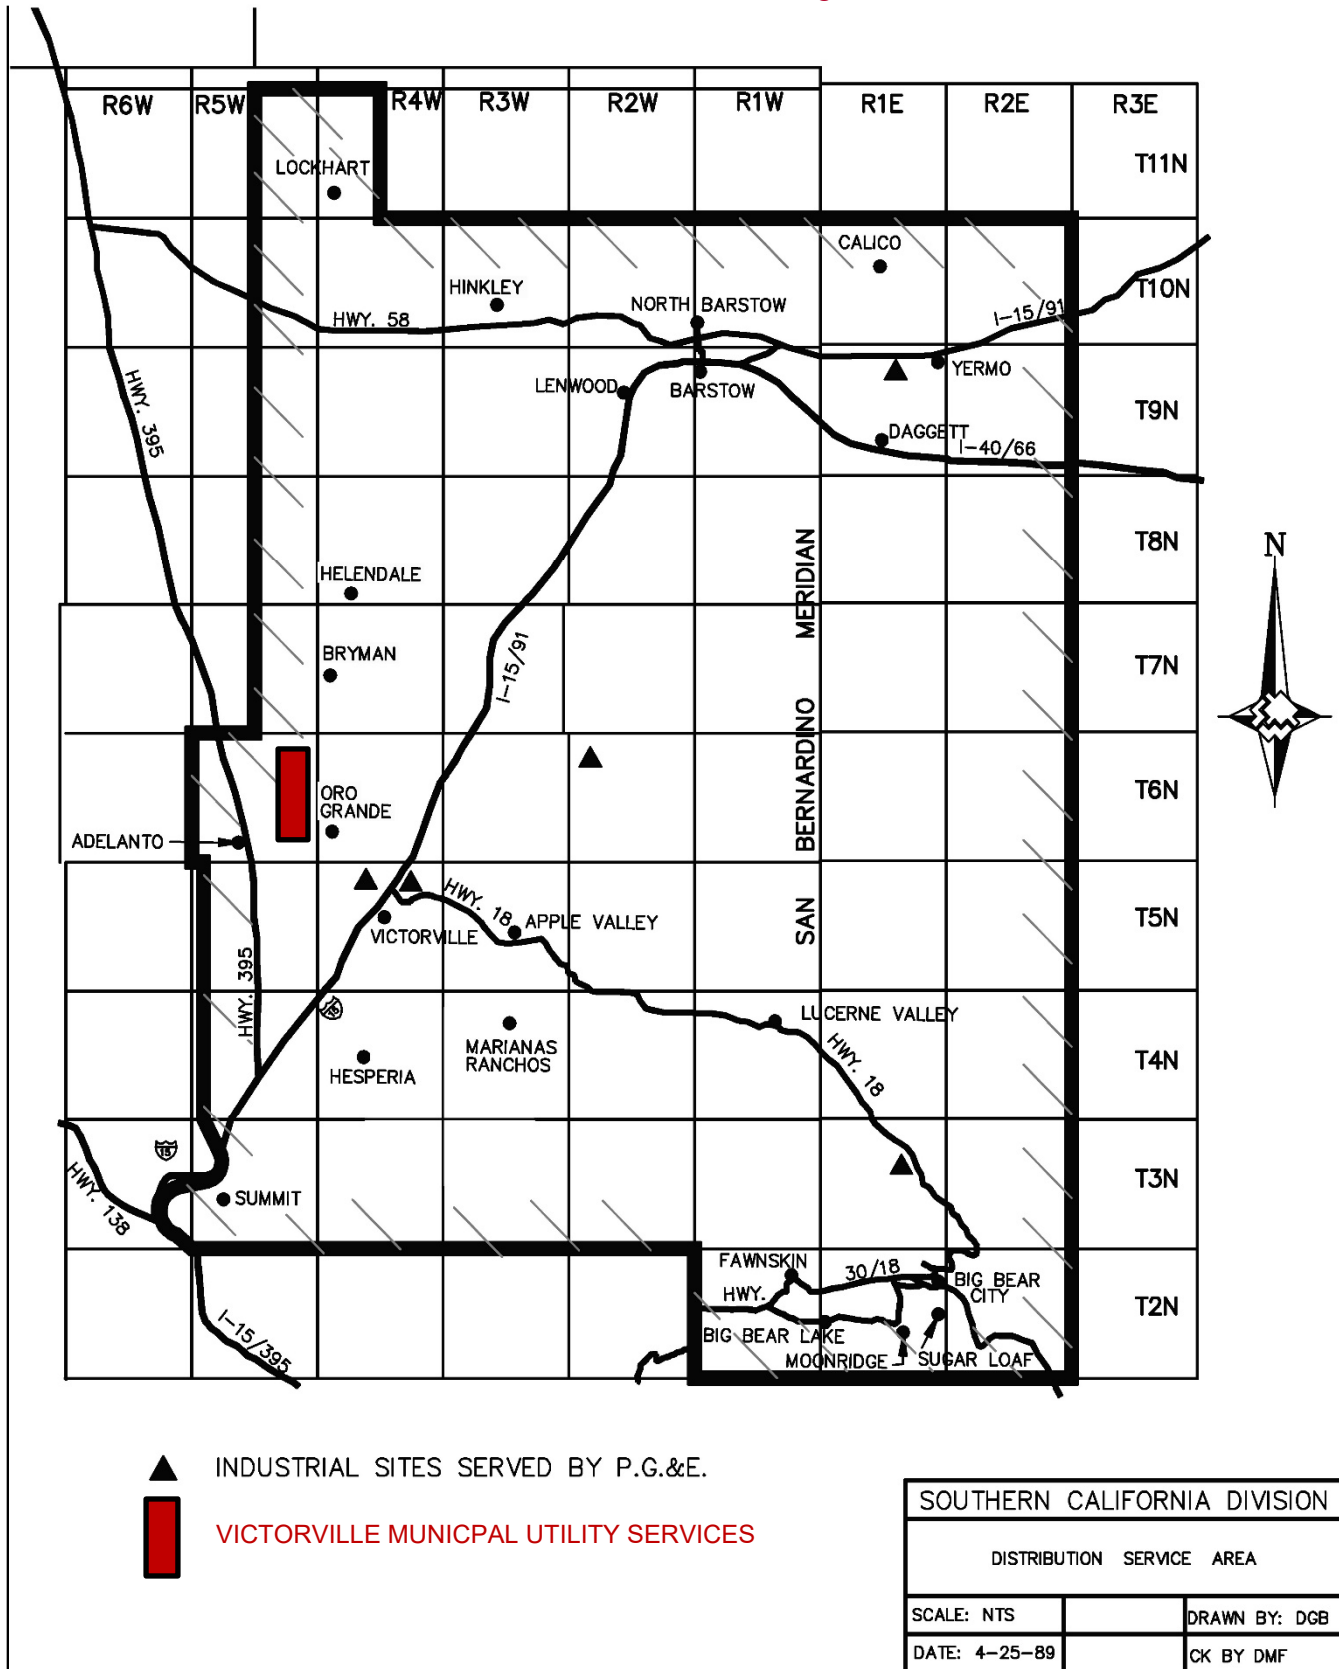 R6W R5W R4W R3W R2W R1W R1E R2E R3E
T11N
LOCKHART
CALICO
T10N
HINKLEY
NORTH BARSTOW
HWY. 58
I-15/91
YERMO
HWY. 395
LENWOOD
BARSTOW
T9N
DAGGETT
I-40/66
T8N
N
HELENDALE
SAN BERNARDINO MERIDIAN
BRYMAN
I-15/91
T7N
ORO
GRANDE
T6N
ADELANTO
HWY. 18
APPLE VALLEY
T5N
VICTORVILLE
HWY. 395
15
LUCERNE VALLEY
MARIANAS
RANCHOS
HWY. 18
T4N
HESPERIA
15
HWY. 138
SUMMIT
T3N
FAWNSKIN
30/18
BIG BEAR
CITY
HWY.
T2N
I-15/395
BIG BEAR LAKE
MOONRIDGE
SUGAR LOAF
INDUSTRIAL SITES SERVED BY P.G.&E.
VICTORVILLE MUNICPAL UTILITY SERVICES
SOUTHERN CALIFORNIA DIVISION
DISTRIBUTION SERVICE AREA
SCALE: NTS
DRAWN BY: DGB
DATE: 4-25-89
CK BY DMF